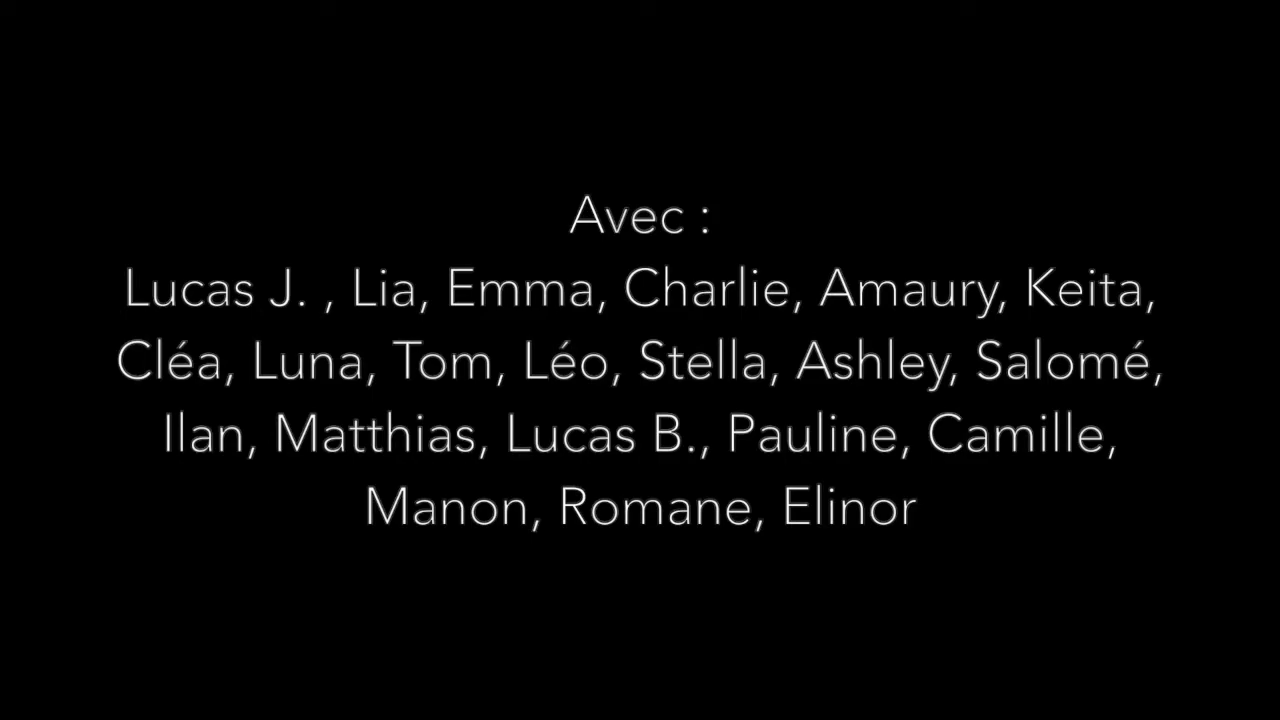 Avec :
Lucas J. , Lia, Emma, Charlie, Amaury, Keita,
Cléa, Luna, Tom, Léo, Stella, Ashley, Salomé,
Ilan, Matthias, Lucas B., Pauline, Camille,
Manon, Romane, Elinor